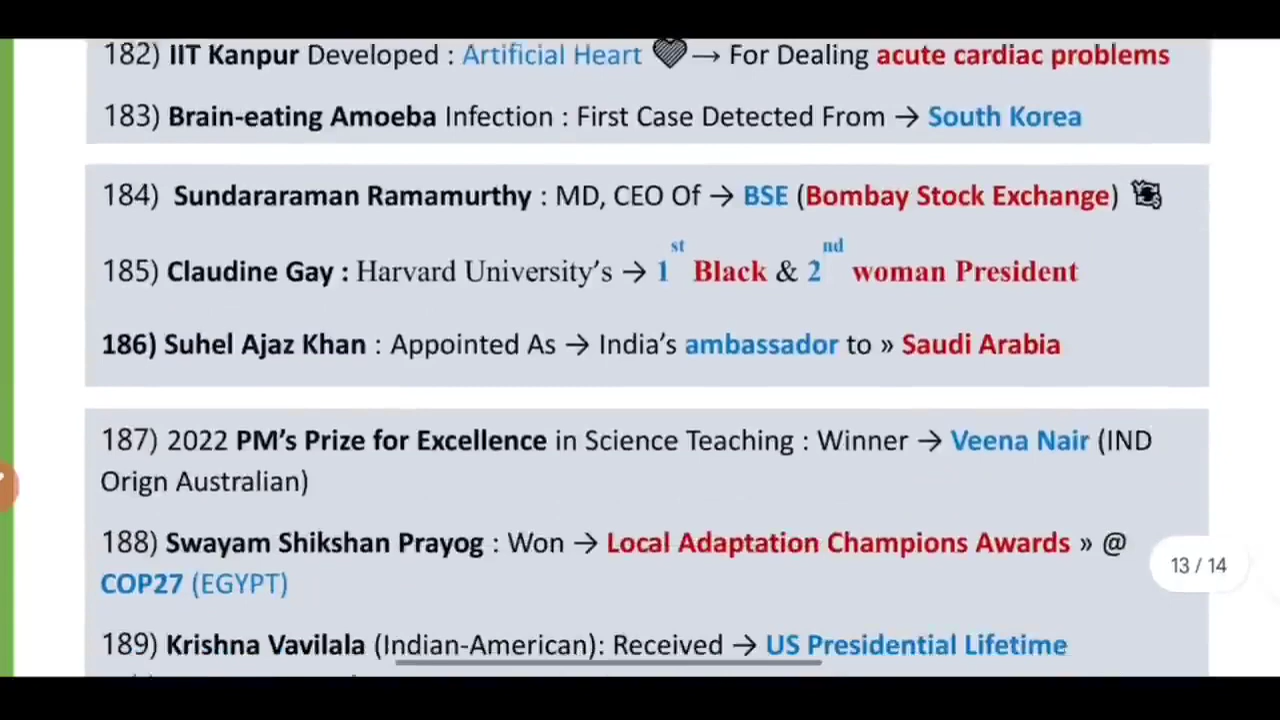 182) IIT Kanpur Developed : Artificial Heart → For Dealing acute cardiac problems
183) Brain-eating Amoeba Infection : First Case Detected From → South Korea
184) Sundararaman Ramamurthy : MD, CEO Of → BSE (Bombay Stock Exchange)
185) Claudine Gay : Harvard University's → 1st Black & 2nd woman President
186) Suhel Ajaz Khan : Appointed As → India's ambassador to » Saudi Arabia
187) 2022 PM's Prize for Excellence in Science Teaching : Winner → Veena Nair (IND
Orign Australian)
188) Swayam Shikshan Prayog : Won → Local Adaptation Champions Awards » @
COP27 (EGYPT)
13 / 14
189) Krishna Vavilala (Indian-American): Received → US Presidential Lifetime